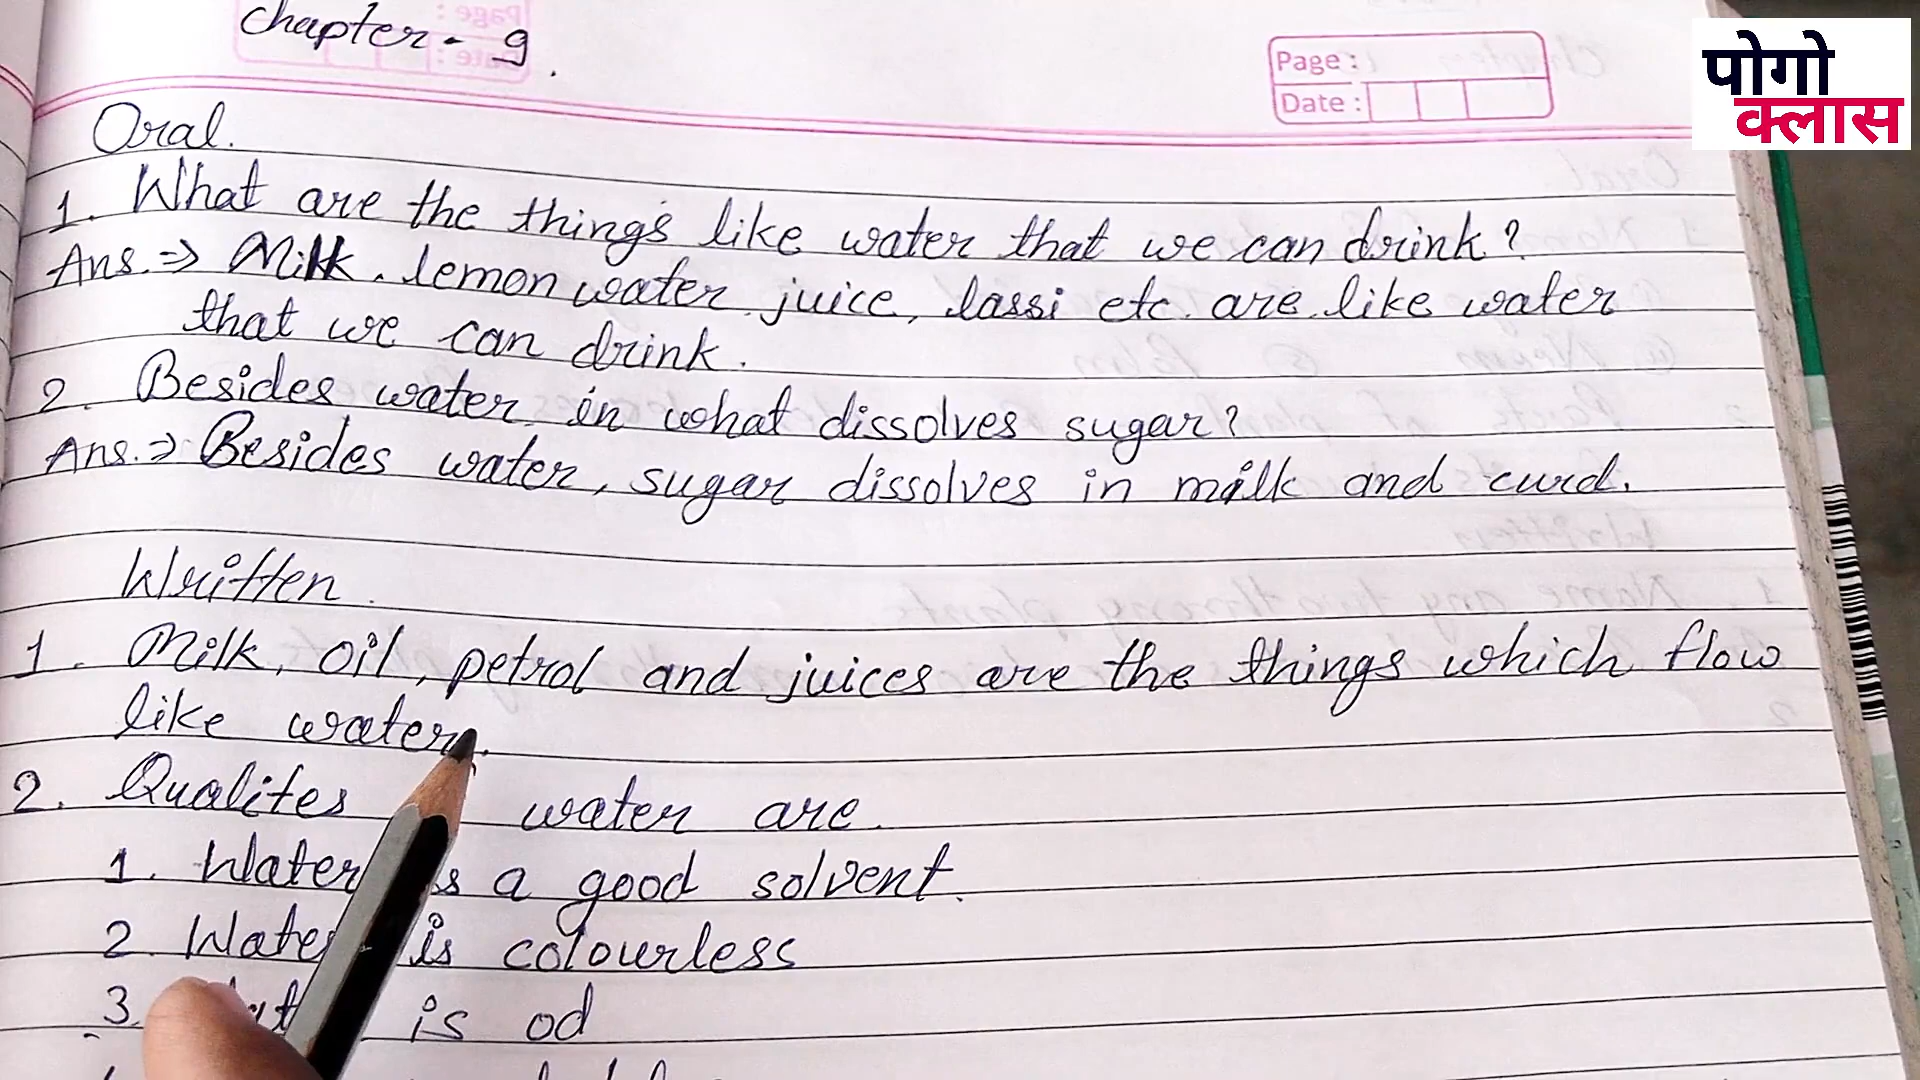 Chapter - 9.
Page :
Date :
पोगो
क्लास
Oral.
1. What are the things like water that we can drink?
Ans. => Milk, lemon water, juice, lassi etc. are like water
that we can drink.
2. Besides water, in what dissolves sugar?
Ans. => Besides water, sugar dissolves in milk and curd.
Written.
1. Milk, oil, petrol and juices are the things which flow
like water.
2. Qualites water are.
1. Water is a good solvent.
2. Water is colourless
3. is od